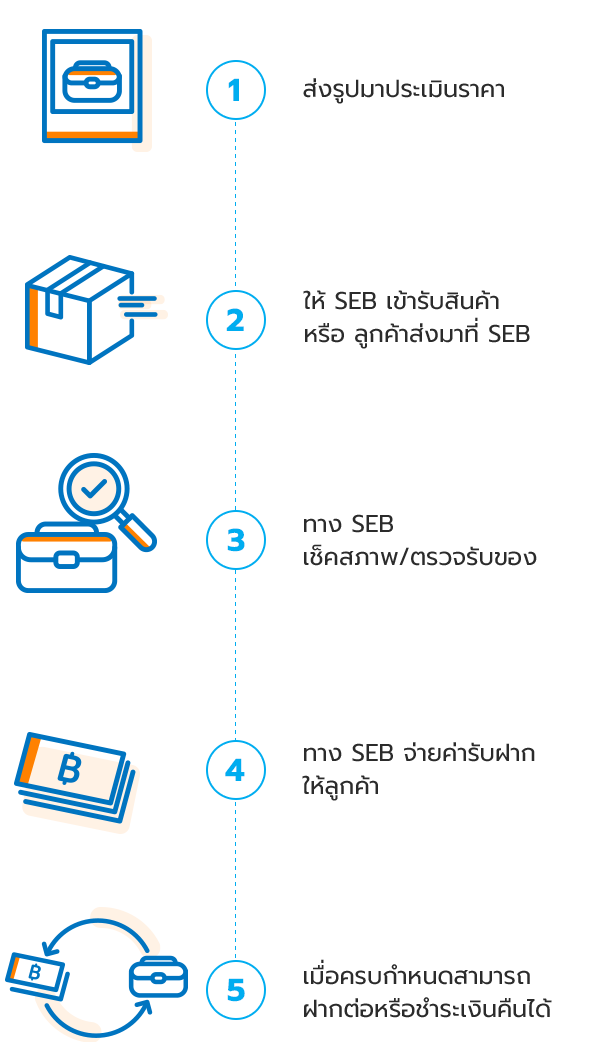 1
ส่งรูปมาประเมินราคา
2
ให้ SEB เข้ารับสินค้า
หรือ ลูกค้าส่งมาที่ SEB
3
ทาง SEB
เช็คสภาพ/ตรวจรับของ
฿
4
ทาง SEB จ่ายค่ารับฝาก
ให้ลูกค้า
฿
5
เมื่อครบกำหนดสามารถ
ฝากต่อหรือชำระเงินคืนได้